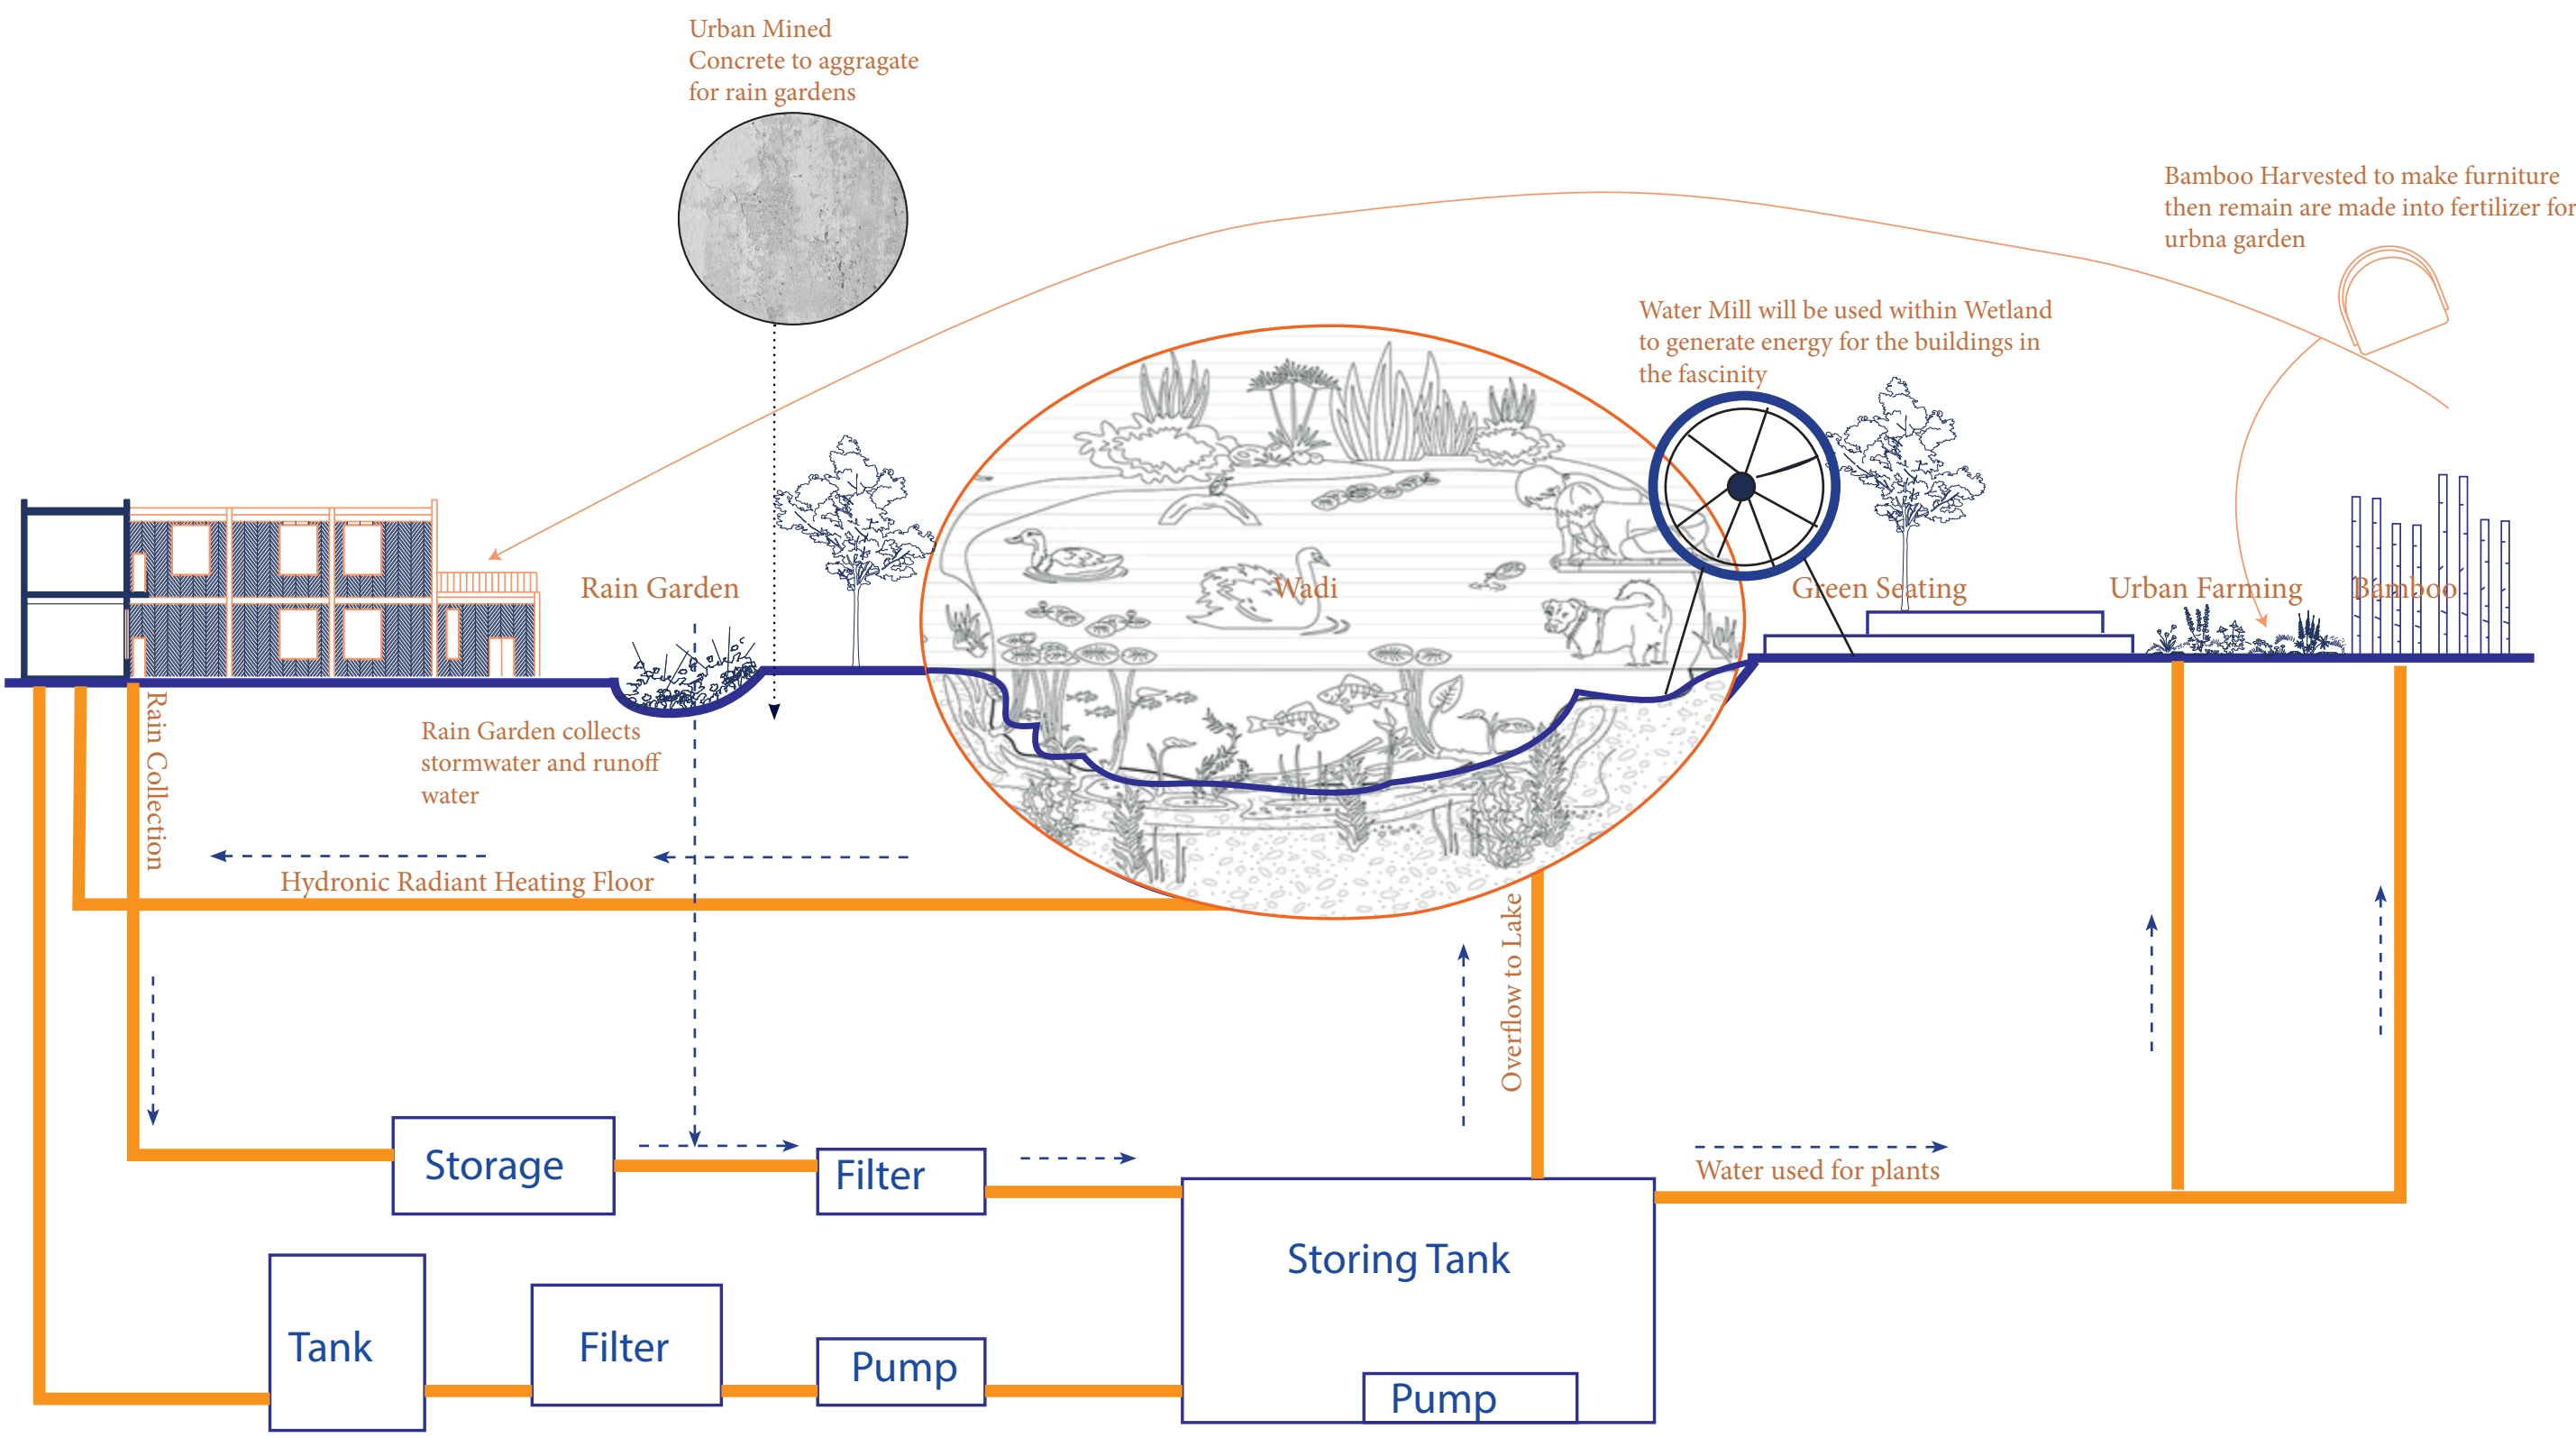 Urban Mined
Concrete to aggragate
for rain gardens
Bamboo Harvested to make furniture
then remain are made into fertilizer for
urbna garden
Water Mill will be used within Wetland
to generate energy for the buildings in
the fascinity
Rain Garden
Wadi
Green Seating
Urban Farming
Bamboo
Rain Collection
Rain Garden collects
stormwater and runoff
water
Hydronic Radiant Heating Floor
Overflow to Lake
Storage
Filter
Water used for plants
Storing Tank
Tank
Filter
Pump
Pump